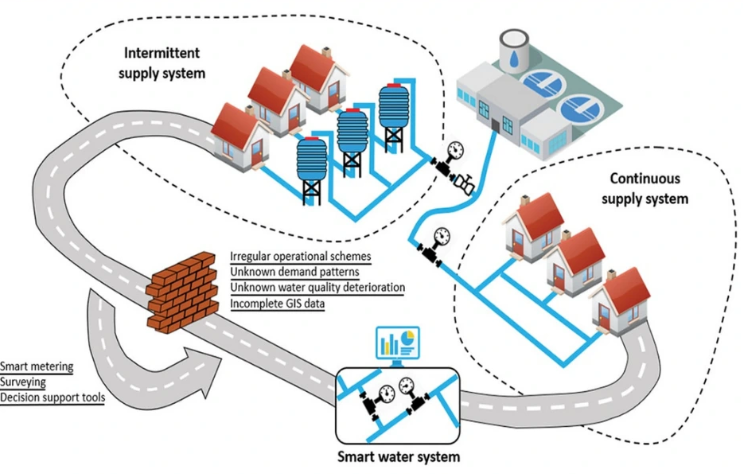 Intermittent
supply system
Continuous
supply system
Irregular operational schemes
Unknown demand patterns
Unknown water quality deterioration
Incomplete GIS data
Smart metering
Surveying
Decision support tools
Smart water system